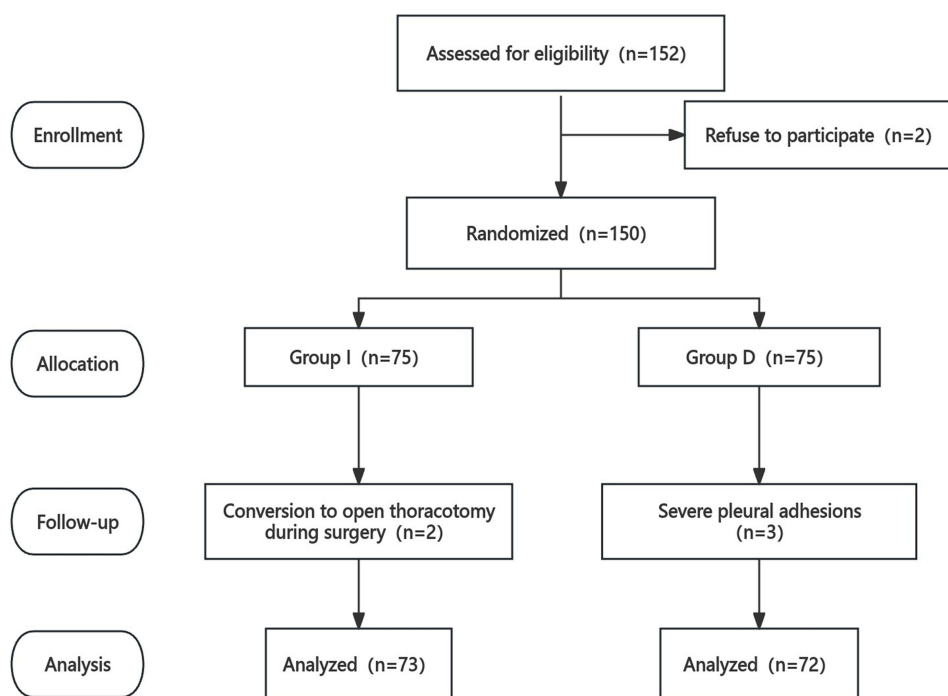 Assessed for eligibility (n=152)
Enrollment
Refuse to participate (n=2)
Randomized (n=150)
Allocation
Group I (n=75)
Group D (n=75)
Follow-up
Conversion to open thoracotomy
during surgery (n=2)
Severe pleural adhesions
(n=3)
Analysis
Analyzed (n=73)
Analyzed (n=72)